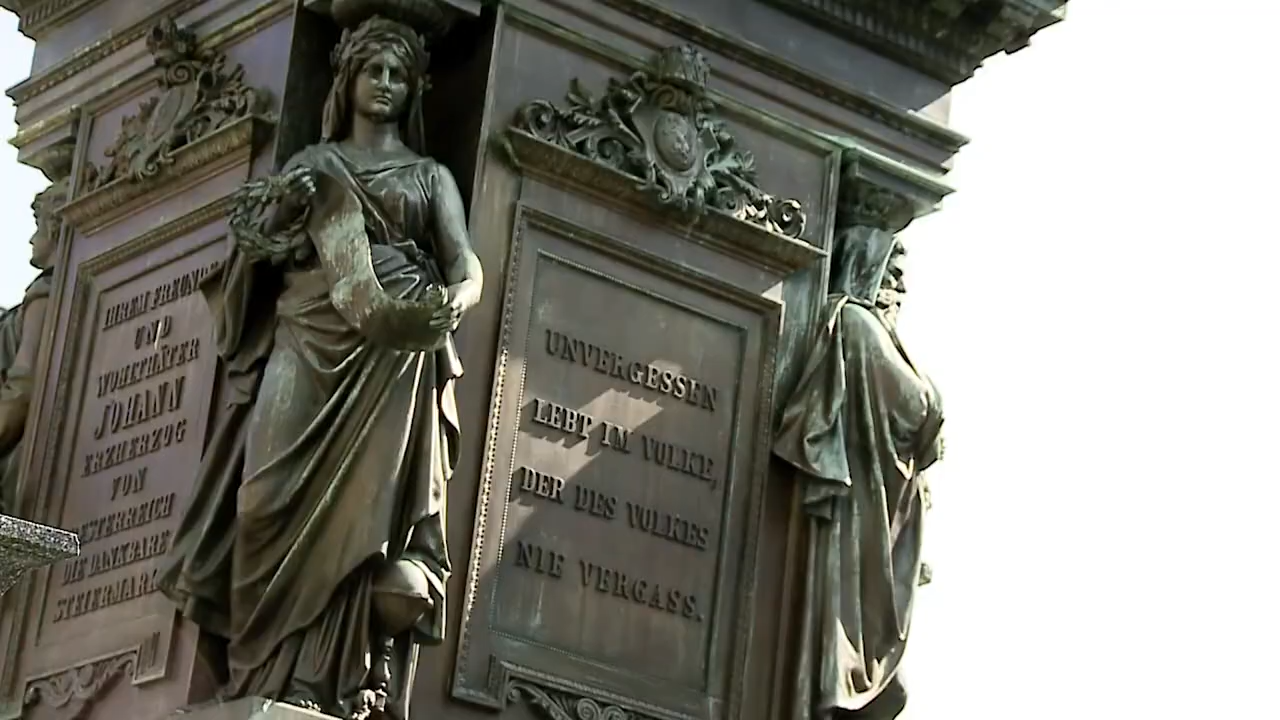 IHREM FREUNDE
UND
WOHLTHÄTER
JOHANN
ERZHERZOG
VON
ÖSTERREICH
DIE DANKBARE
STEIERMARK
UNVERGESSEN
LEBT IM VOLKE,
DER DES VOLKES
NIE VERGASS.